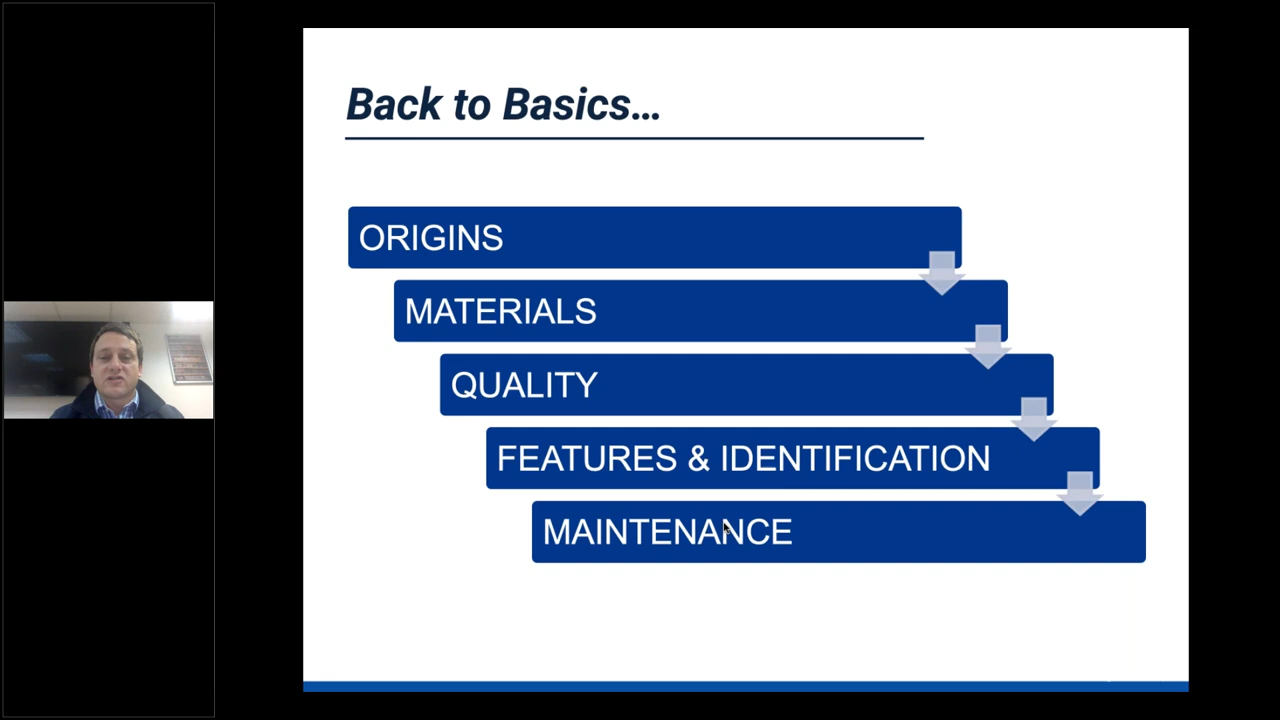 Back to Basics...
ORIGINS
MATERIALS
QUALITY
FEATURES & IDENTIFICATION
MAINTENANCE